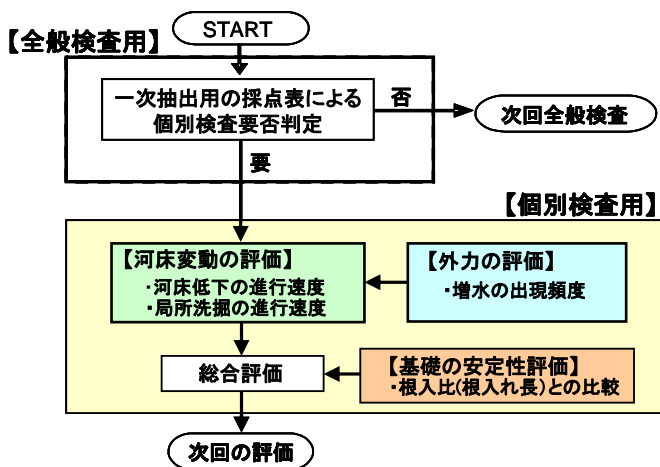 START
【全般検査用】
一次抽出用の採点表による
個別検査要否判定
否
次回全般検査
要
【個別検査用】
【河床変動の評価】
・河床低下の進行速度
・局所洗掘の進行速度
【外力の評価】
・増水の出現頻度
総合評価
【基礎の安定性評価】
・根入比(根入れ長)との比較
次回の評価